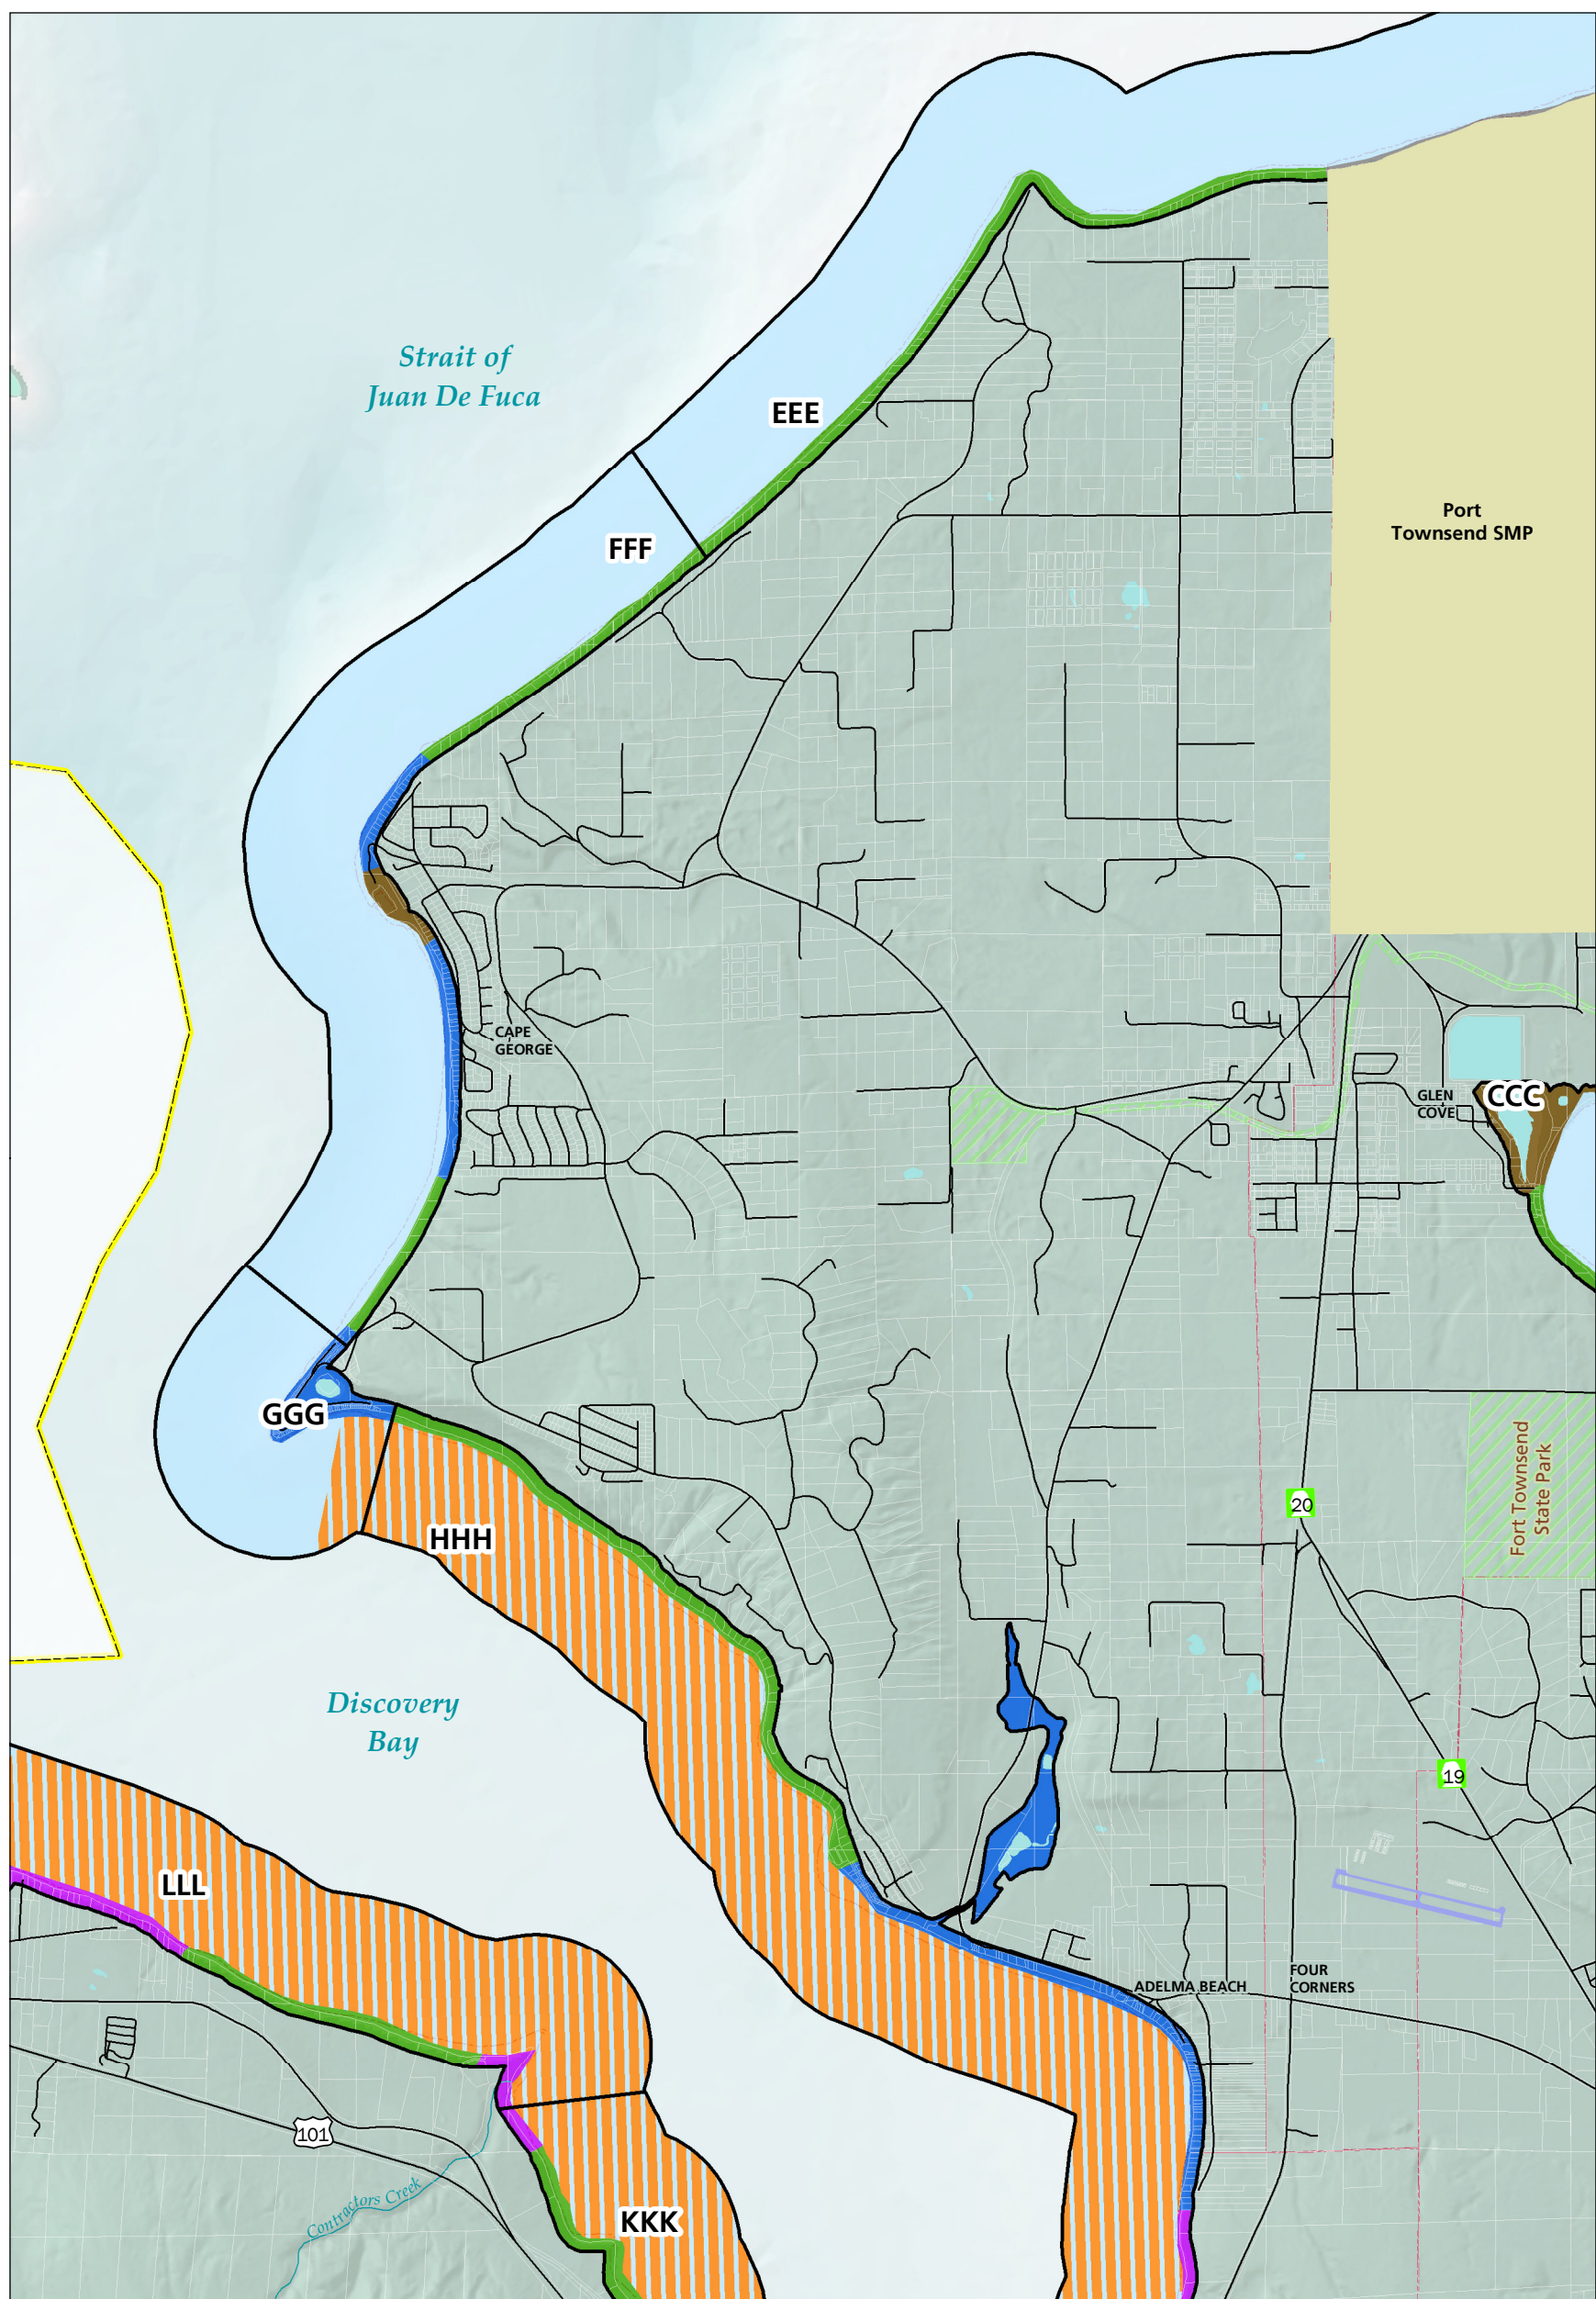 Strait of
Juan De Fuca
EEE
Port
Townsend SMP
FFF
CAPE
GEORGE
GLEN
COVE
CCC
GGG
Fort Townsend
State Park
20
HHH
Discovery
Bay
19
LLL
FOUR
CORNERS
ADELMA BEACH
101
Contractors Creek
KKK